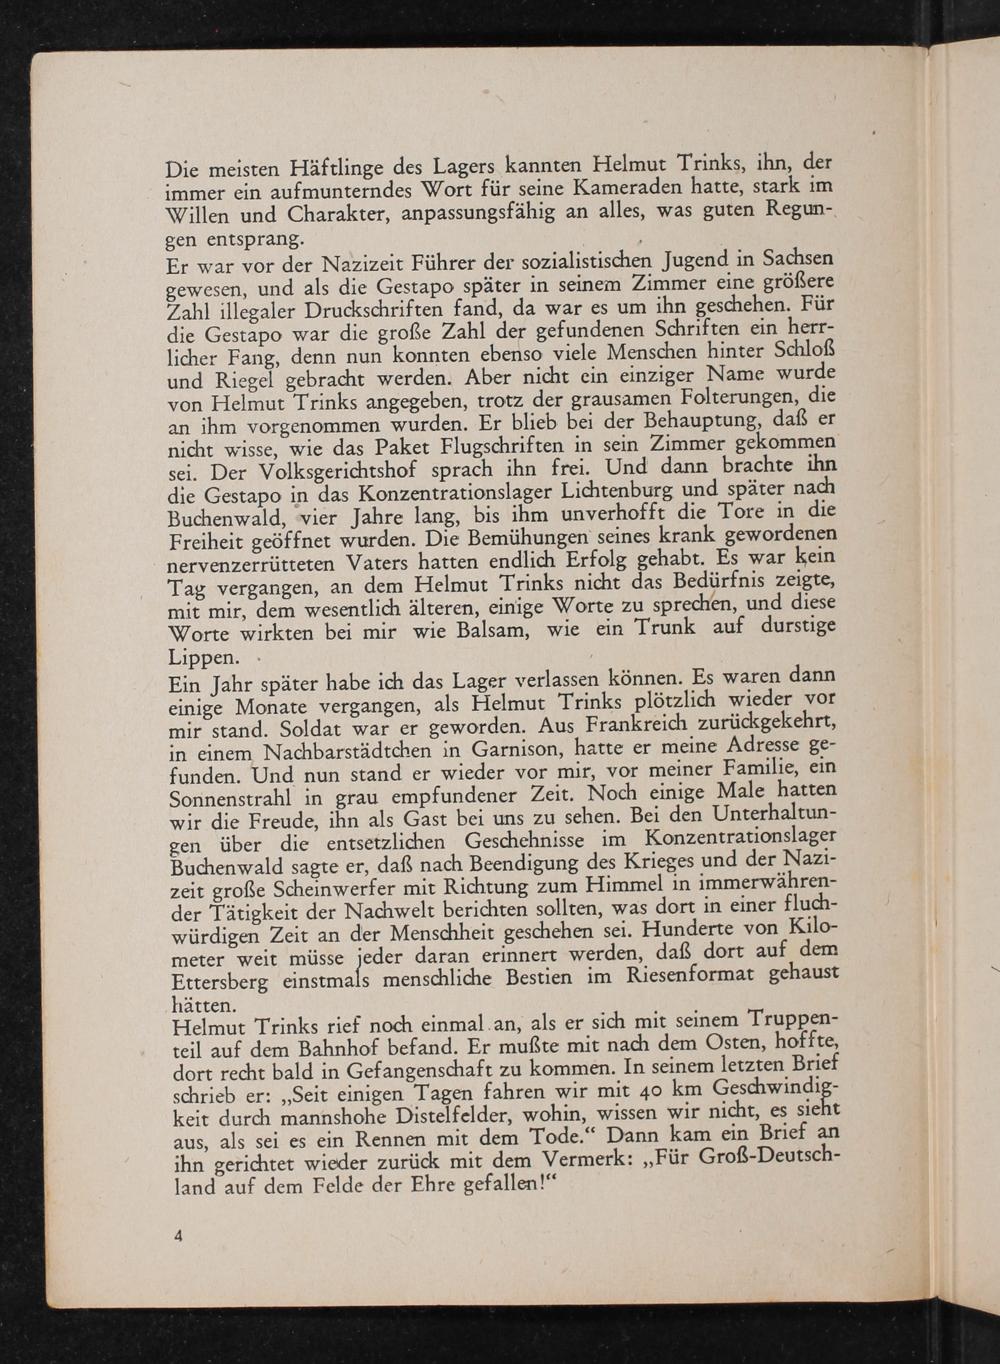 Die meisten Häftlinge des Lagers kannten Helmut Trinks, ihn, der
immer ein aufmunterndes Wort für seine Kameraden hatte, stark im
Willen und Charakter, anpassungsfähig an alles, was guten Regun-
gen entsprang.
Er war vor der Nazizeit Führer der sozialistischen Jugend in Sachsen
gewesen, und als die Gestapo später in seinem Zimmer eine größere
Zahl illegaler Druckschriften fand, da war es um ihn geschehen. Für
die Gestapo war die große Zahl der gefundenen Schriften ein herr-
licher Fang, denn nun konnten ebenso viele Menschen hinter Schloß
und Riegel gebracht werden. Aber nicht ein einziger Name wurde
von Helmut Trinks angegeben, trotz der grausamen Folterungen, die
an ihm vorgenommen wurden. Er blieb bei der Behauptung, daß er
nicht wisse, wie das Paket Flugschriften in sein Zimmer gekommen
sei. Der Volksgerichtshof sprach ihn frei. Und dann brachte ihn
die Gestapo in das Konzentrationslager Lichtenburg und später nach
Buchenwald, vier Jahre lang, bis ihm unverhofft die Tore in die
Freiheit geöffnet wurden. Die Bemühungen seines krank gewordenen
nervenzerrütteten Vaters hatten endlich Erfolg gehabt. Es war kein
Tag vergangen, an dem Helmut Trinks nicht das Bedürfnis zeigte,
mit mir, dem wesentlich älteren, einige Worte zu sprechen, und diese
Worte wirkten bei mir wie Balsam, wie ein Trunk auf durstige
Lippen.
Ein Jahr später habe ich das Lager verlassen können. Es waren dann
einige Monate vergangen, als Helmut Trinks plötzlich wieder vor
mir stand. Soldat war er geworden. Aus Frankreich zurückgekehrt,
in einem Nachbarstädtchen in Garnison, hatte er meine Adresse ge-
funden. Und nun stand er wieder vor mir, vor meiner Familie, ein
Sonnenstrahl in grau empfundener Zeit. Noch einige Male hatten
wir die Freude, ihn als Gast bei uns zu sehen. Bei den Unterhaltun-
gen über die entsetzlichen Geschehnisse im Konzentrationslager
Buchenwald sagte er, daß nach Beendigung des Krieges und der Nazi-
zeit große Scheinwerfer mit Richtung zum Himmel in immerwähren-
der Tätigkeit der Nachwelt berichten sollten, was dort in einer fluch-
würdigen Zeit an der Menschheit geschehen sei. Hunderte von Kilo-
meter weit müsse jeder daran erinnert werden, daß dort auf dem
Ettersberg einstmals menschliche Bestien im Riesenformat gehaust
hätten.
Helmut Trinks rief noch einmal an, als er sich mit seinem Truppen-
teil auf dem Bahnhof befand. Er mußte mit nach dem Osten, hoffte,
dort recht bald in Gefangenschaft zu kommen. In seinem letzten Brief
schrieb er: „Seit einigen Tagen fahren wir mit 40 km Geschwindig-
keit durch mannshohe Distelfelder, wohin, wissen wir nicht, es sieht
aus, als sei es ein Rennen mit dem Tode.“ Dann kam ein Brief an
ihn gerichtet wieder zurück mit dem Vermerk: „Für Groß-Deutsch-
land auf dem Felde der Ehre gefallen!“
4